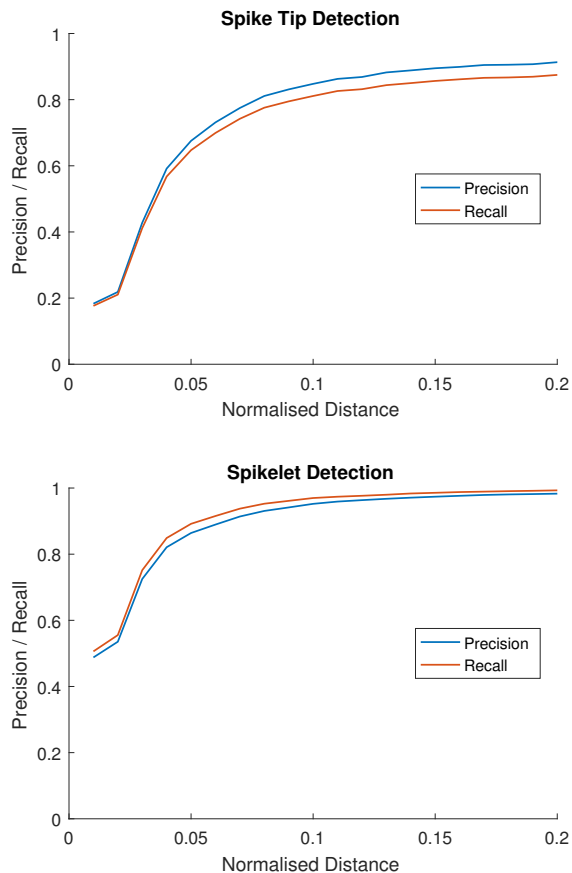 Spike Tip Detection
1
0.8
0.6
0.4
0.2
0
Precision / Recall
Precision
Recall
0 0.05 0.1 0.15 0.2
Normalised Distance
Spikelet Detection
1
0.8
0.6
0.4
0.2
0
Precision / Recall
Precision
Recall
0 0.05 0.1 0.15 0.2
Normalised Distance